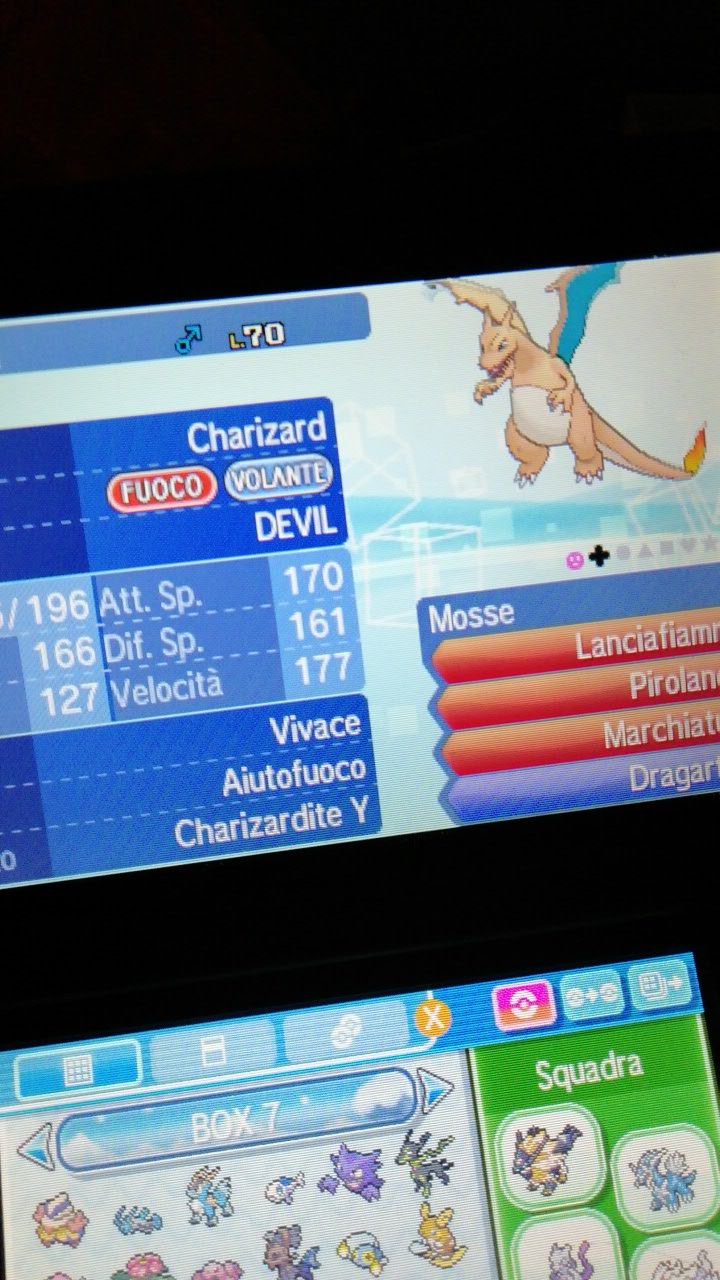 L.70
Charizard
FUOCO VOLANTE
DEVIL
/196 Att. Sp. 170
166 Dif. Sp. 161
127 Velocità 177
Vivace
Aiutofuoco
Charizardite Y
Mosse
X
BOX 7
Squadra